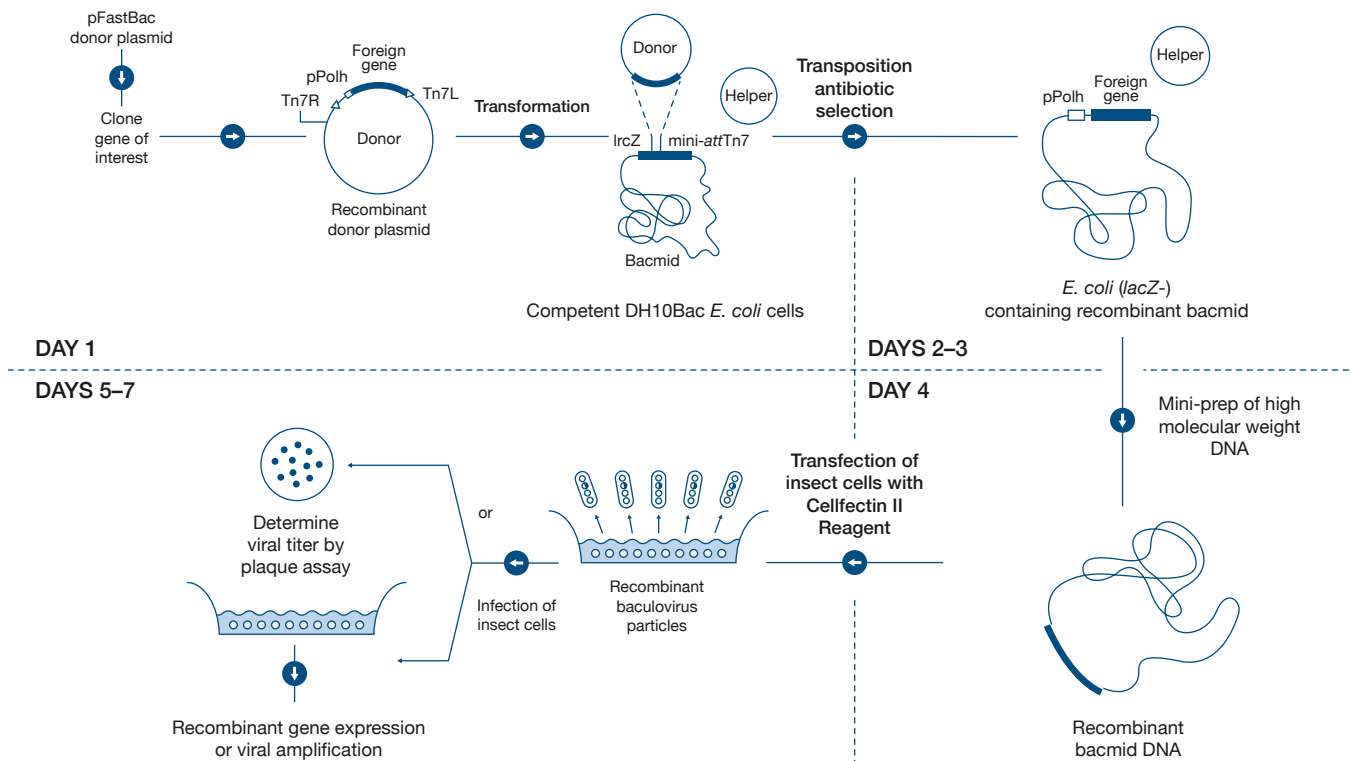 pFastBac
donor plasmid
Clone
gene of
interest
Foreign
gene
pPolh
Tn7R
Tn7L
Donor
Recombinant
donor plasmid
Transformation
Donor
Helper
lrcZ
mini-attTn7
Bacmid
Competent DH10Bac E. coli cells
Transposition
antibiotic
selection
Helper
Foreign
gene
pPolh
E. coli (lacZ-)
containing recombinant bacmid
DAY 1
DAYS 2–3
DAYS 5–7
DAY 4
Mini-prep of high
molecular weight
DNA
Recombinant
bacmid DNA
Transfection of
insect cells with
Cellfectin II
Reagent
Recombinant
baculovirus
particles
Infection of
insect cells
or
Determine
viral titer by
plaque assay
Recombinant gene expression
or viral amplification